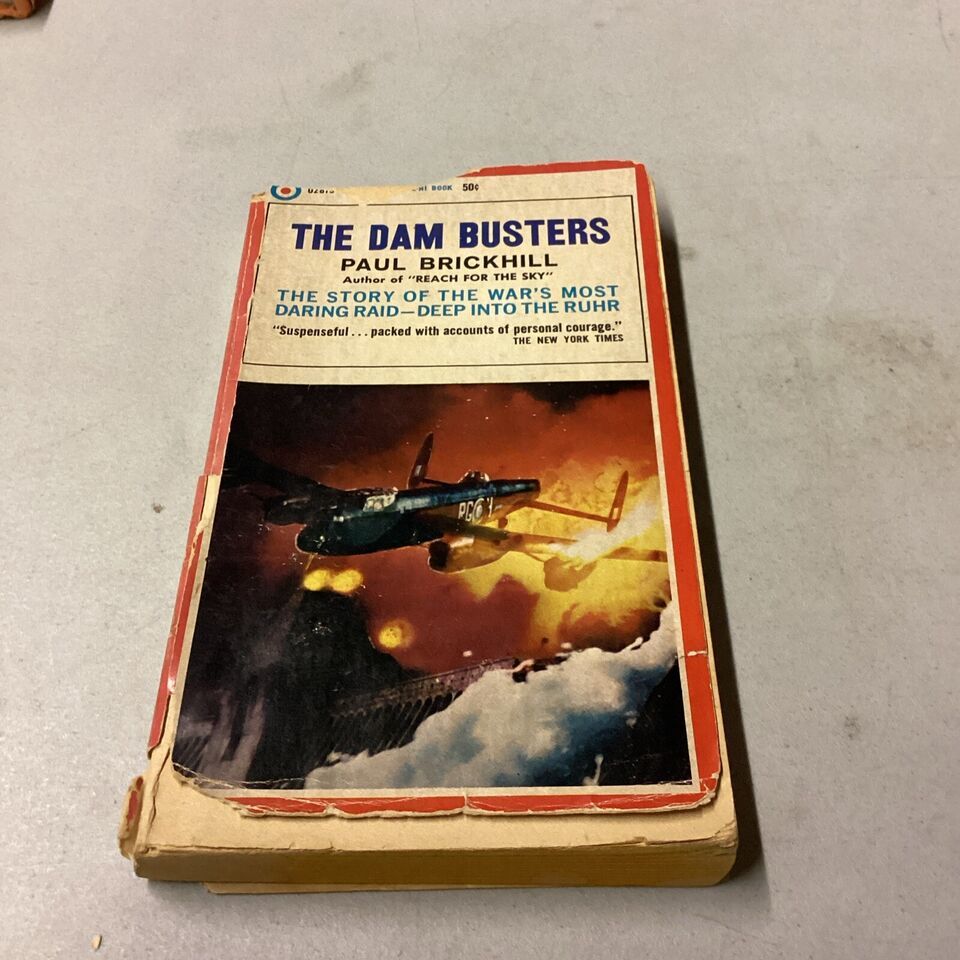 BOOK 50¢
THE DAM BUSTERS
PAUL BRICKHILL
Author of "REACH FOR THE SKY"
THE STORY OF THE WAR'S MOST
DARING RAID—DEEP INTO THE RUHR
"Suspenseful ... packed with accounts of personal courage."
THE NEW YORK TIMES